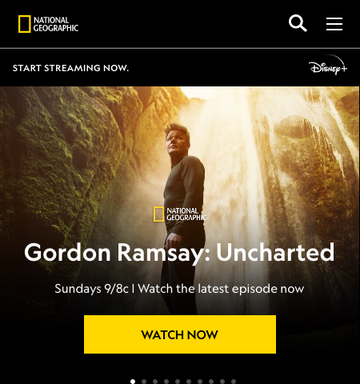 NATIONAL
GEOGRAPHIC
START STREAMING NOW.
Disney+
NATIONAL
GEOGRAPHIC
Gordon Ramsay: Uncharted
Sundays 9/8c I Watch the latest episode now
WATCH NOW